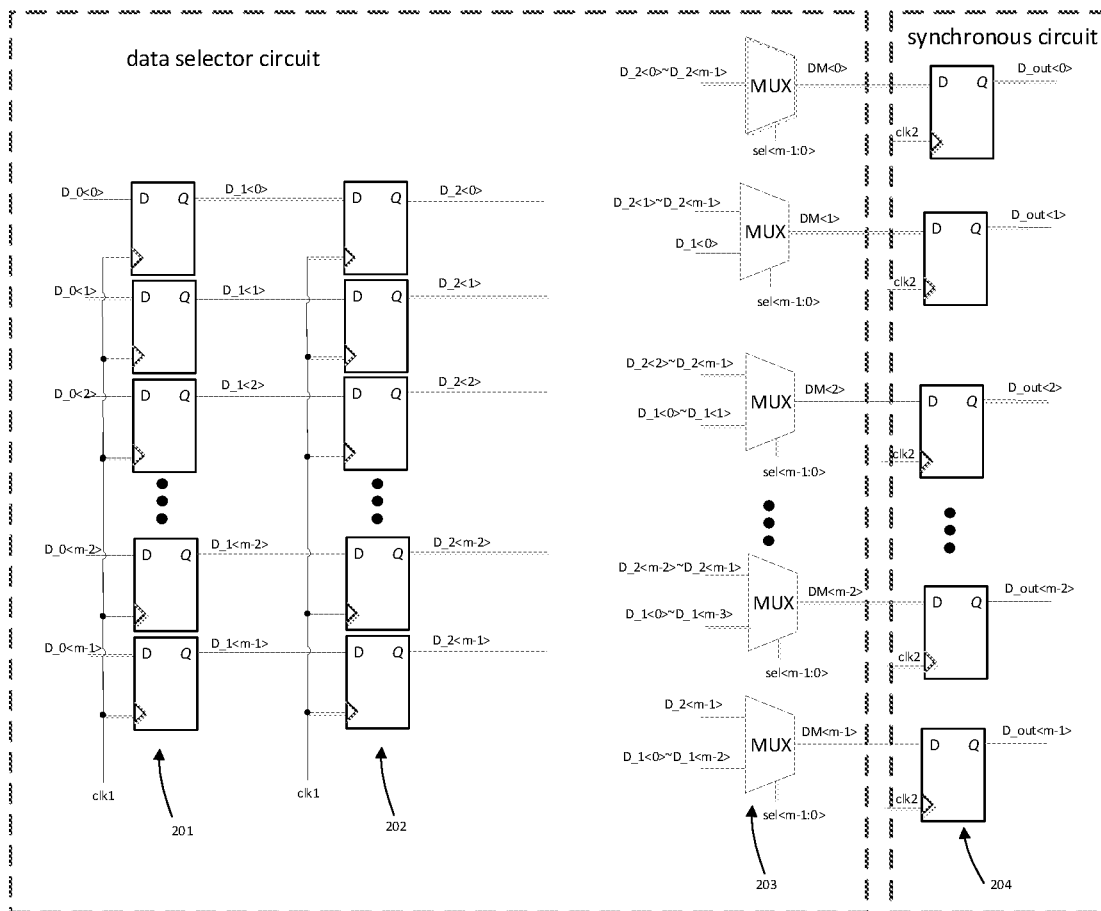 data selector circuit
synchronous circuit
D_2<0>~D_2<m-1>
MUX
DM<0>
sel<m-1:0>
D Q
clk2
D_out<0>
D_0<0>
D Q
D_1<0>
D Q
D_2<0>
D_2<1>~D_2<m-1>
D_1<0>
MUX
DM<1>
sel<m-1:0>
D Q
clk2
D_out<1>
D_0<1>
D Q
D_1<1>
D Q
D_2<1>
D_0<2>
D Q
D_1<2>
D Q
D_2<2>
D_2<2>~D_2<m-1>
D_1<0>~D_1<1>
MUX
DM<2>
sel<m-1:0>
D Q
clk2
D_out<2>
D_0<m-2>
D Q
D_1<m-2>
D Q
D_2<m-2>
D_2<m-2>~D_2<m-1>
D_1<0>~D_1<m-3>
MUX
DM<m-2>
sel<m-1:0>
D Q
clk2
D_out<m-2>
D_0<m-1>
D Q
D_1<m-1>
D Q
D_2<m-1>
D_2<m-1>
D_1<0>~D_1<m-2>
MUX
DM<m-1>
sel<m-1:0>
D Q
clk2
D_out<m-1>
clk1
clk1
201
202
203
204